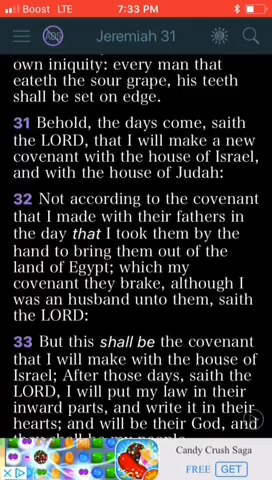 Boost LTE 7:33 PM
ADS Jeremiah 31
own iniquity: every man that
eateth the sour grape, his teeth
shall be set on edge.
31 Behold, the days come, saith
the LORD, that I will make a new
covenant with the house of Israel,
and with the house of Judah:
32 Not according to the covenant
that I made with their fathers in
the day that I took them by the
hand to bring them out of the
land of Egypt; which my
covenant they brake, although I
was an husband unto them, saith
the LORD:
33 But this shall be the covenant
that I will make with the house of
Israel; After those days, saith the
LORD, I will put my law in their
inward parts, and write it in their
hearts; and will be their God, and
Candy Crush Saga
FREE GET